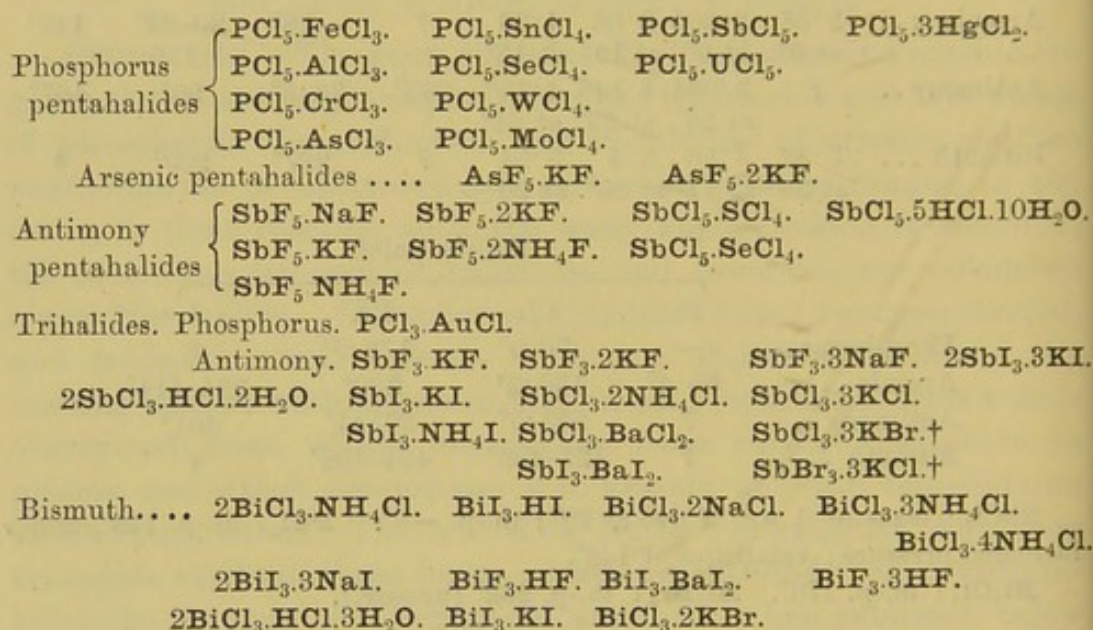 PCl₅.FeCl₃. PCl₅.SnCl₄. PCl₅.SbCl₅. PCl₅.3HgCl₂.
Phosphorus pentahalides { PCl₅.AlCl₃. PCl₅.SeCl₄. PCl₅.UCl₅.
PCl₅.CrCl₃. PCl₅.WCl₄.
PCl₅.AsCl₃. PCl₅.MoCl₄.
Arsenic pentahalides .... AsF₅.KF. AsF₅.2KF.
Antimony pentahalides { SbF₅.NaF. SbF₅.2KF. SbCl₅.SCl₄. SbCl₅.5HCl.10H₂O.
SbF₅.KF. SbF₅.2NH₄F. SbCl₅.SeCl₄.
SbF₅ NH₄F.
Trihalides. Phosphorus. PCl₃.AuCl.
Antimony. SbF₃.KF. SbF₃.2KF. SbF₃.3NaF. 2SbI₃.3KI.
2SbCl₃.HCl.2H₂O. SbI₃.KI. SbCl₃.2NH₄Cl. SbCl₃.3KCl.
SbI₃.NH₄I. SbCl₃.BaCl₂. SbCl₃.3KBr.†
SbI₃.BaI₂. SbBr₃.3KCl.†
Bismuth.... 2BiCl₃.NH₄Cl. BiI₃.HI. BiCl₃.2NaCl. BiCl₃.3NH₄Cl.
BiCl₃.4NH₄Cl.
2BiI₃.3NaI. BiF₃.HF. BiI₃.BaI₂. BiF₃.3HF.
2BiCl₃.HCl.3H₂O. BiI₃.KI. BiCl₃.2KBr.